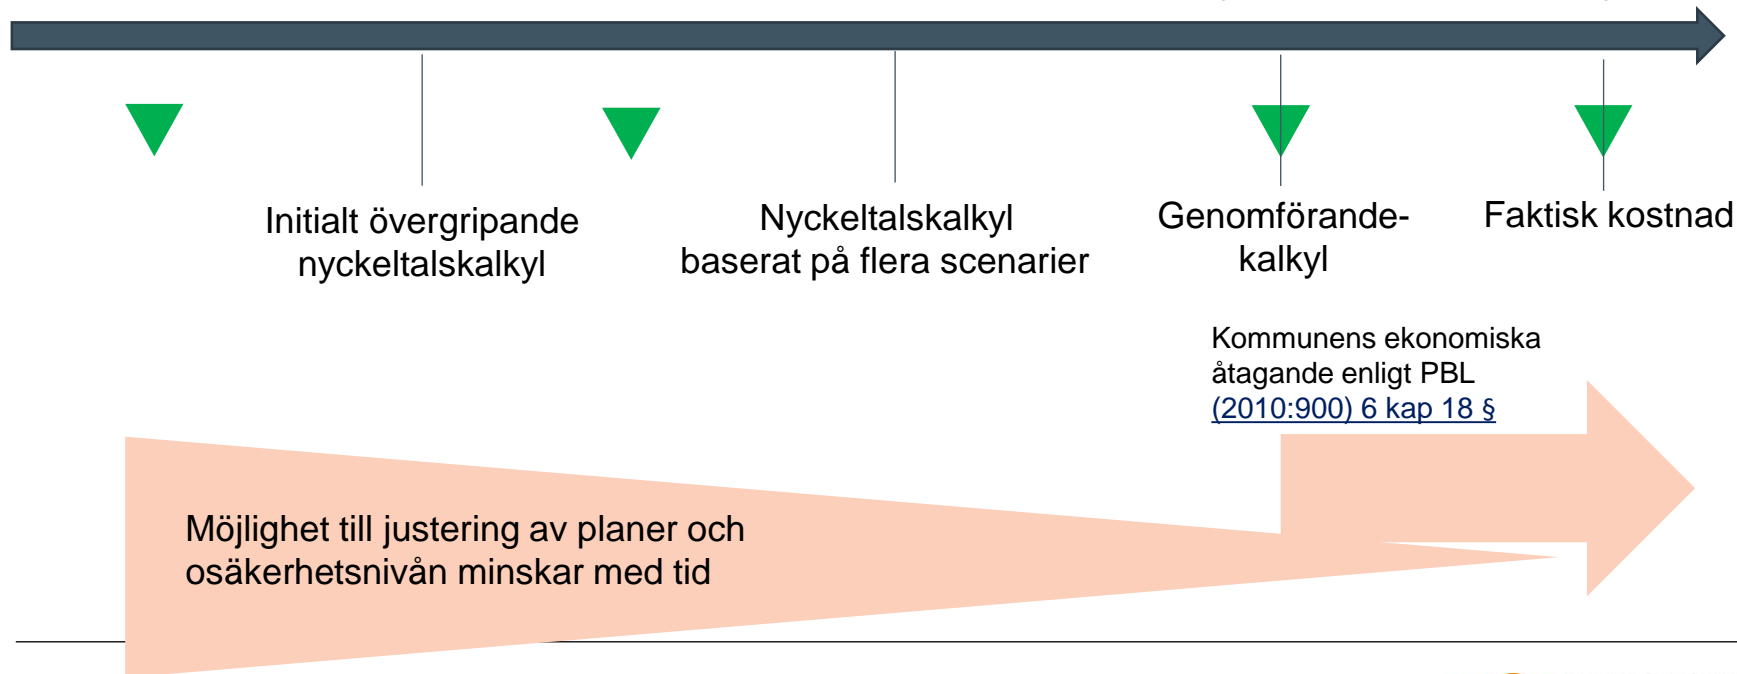 Initialt övergripande
nyckeltalskalkyl
Nyckeltalskalkyl
baserat på flera scenarier
Genomförande-
kalkyl
Faktisk kostnad
Kommunens ekonomiska
åtagande enligt PBL
(2010:900) 6 kap 18 §
Möjlighet till justering av planer och
osäkerhetsnivån minskar med tid